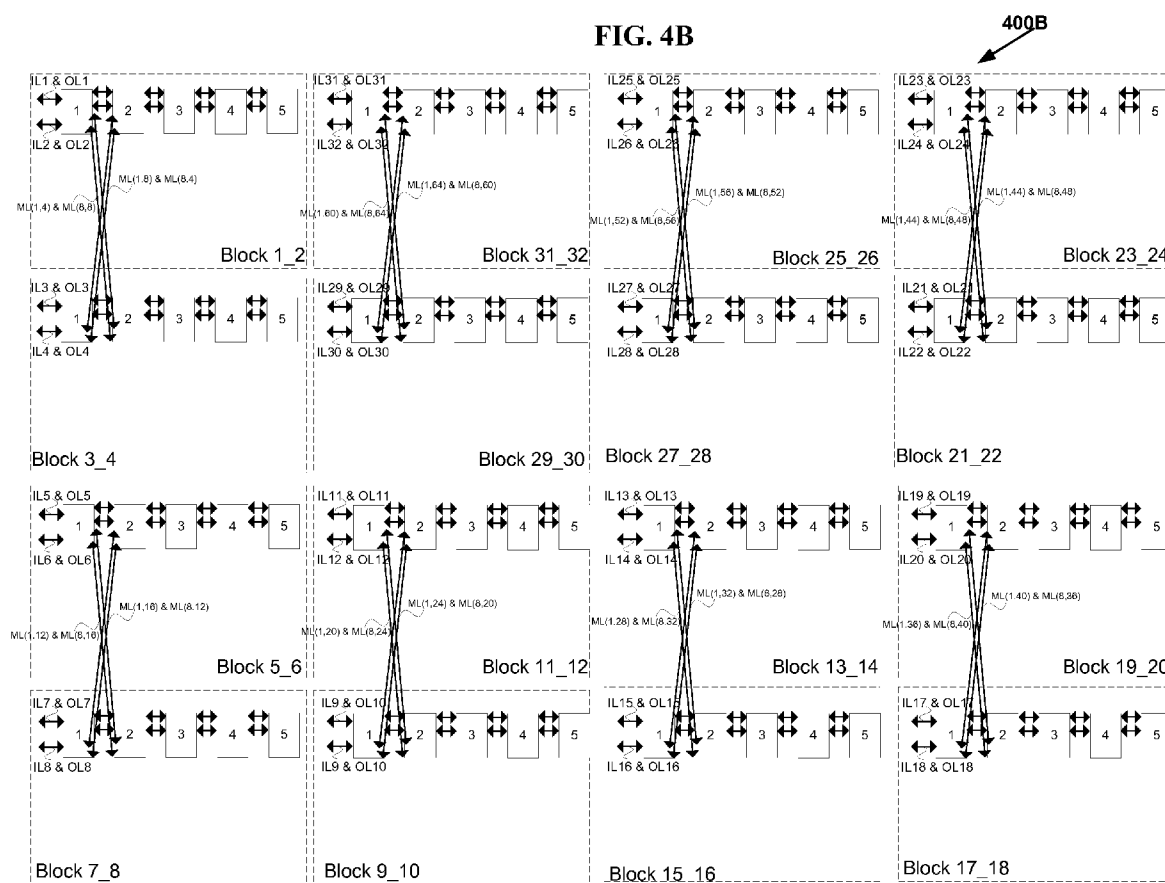 FIG. 4B
400B
IL1 & OL1
1 2 3 4 5
IL2 & OL2
ML(1,8) & ML(8,4)
ML(1,4) & ML(8,8)
Block 1_2
IL31 & OL31
1 2 3 4 5
IL32 & OL32
ML(1,64) & ML(8,60)
ML(1,60) & ML(8,64)
Block 31_32
IL25 & OL25
1 2 3 4 5
IL26 &
ML(1,56) & ML(8,52)
ML(1,52) & ML(8,56)
Block 25_26
IL23 & OL23
1 2 3 4 5
IL24 & OL24
ML(1,44) & ML(8,48)
ML(1,44) & ML(8,48)
Block 23_24
IL3 & OL3
1 2 3 4 5
IL4 & OL4
Block 3_4
IL29 & OL29
1 2 3 4 5
IL30 & OL30
Block 29_30
IL27 &
1 2 3 4 5
IL28 & OL28
Block 27_28
IL21 &
1 2 3 4 5
IL22 & OL22
Block 21_22
IL5 & OL5
1 2 3 4 5
IL6 & OL6
ML(1,16) & ML(8,12)
ML(1,12) & ML(8,16)
Block 5_6
IL11 & OL11
1 2 3 4 5
IL12 & OL12
ML(1,24) & ML(8,20)
ML(1,20) & ML(8,24)
Block 11_12
IL13 & OL13
1 2 3 4 5
IL14 & OL14
ML(1,32) & ML(8,28)
ML(1,28) & ML(8,32)
Block 13_14
IL19 & OL19
1 2 3 4 5
IL20 & OL20
ML(1,40) & ML(8,36)
ML(1,36) & ML(8,40)
Block 19_20
IL7 & OL7
1 2 3 4 5
IL8 & OL8
Block 7_8
IL9 & OL10
1 2 3 4 5
IL9 & OL10
Block 9_10
IL15 & OL15
1 2 3 4 5
IL16 & OL16
Block 15_16
IL17 & OL17
1 2 3 4 5
IL18 & OL18
Block 17_18